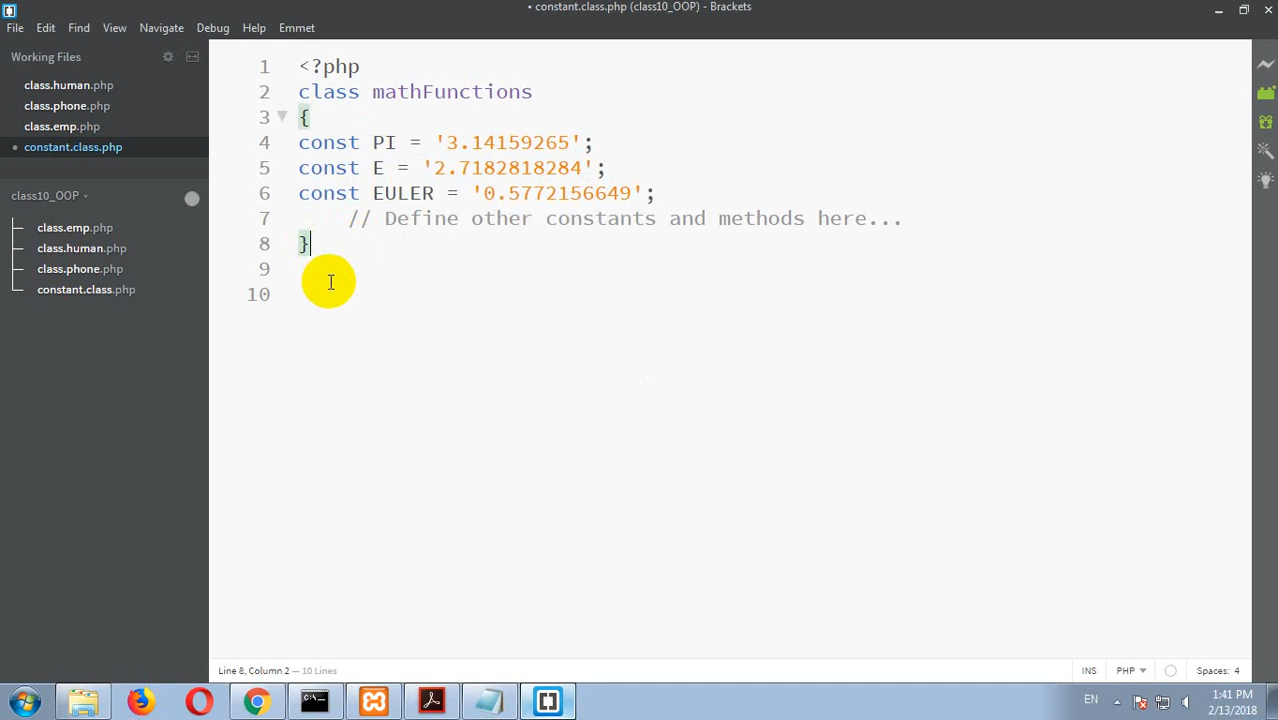 • constant.class.php (class10_OOP) - Brackets
File Edit Find View Navigate Debug Help Emmet
Working Files
class.human.php
class.phone.php
class.emp.php
• constant.class.php
class10_OOP
class.emp.php
class.human.php
class.phone.php
constant.class.php
1 <?php
2 class mathFunctions
3 {
4 const PI = '3.14159265';
5 const E = '2.7182818284';
6 const EULER = '0.5772156649';
7 // Define other constants and methods here...
8 }
9
10
Line 8, Column 2 — 10 Lines
INS PHP Spaces: 4
EN
1:41 PM
2/13/2018